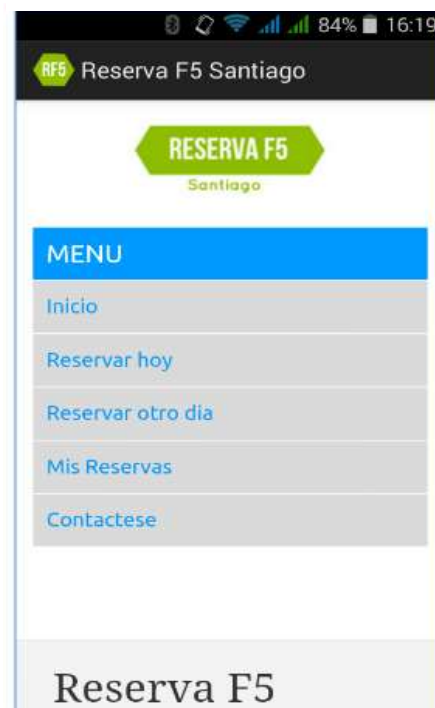 84% 16:19
RF5 Reserva F5 Santiago
RESERVA F5
Santiago
MENU
Inicio
Reservar hoy
Reservar otro dia
Mis Reservas
Contactese
Reserva F5